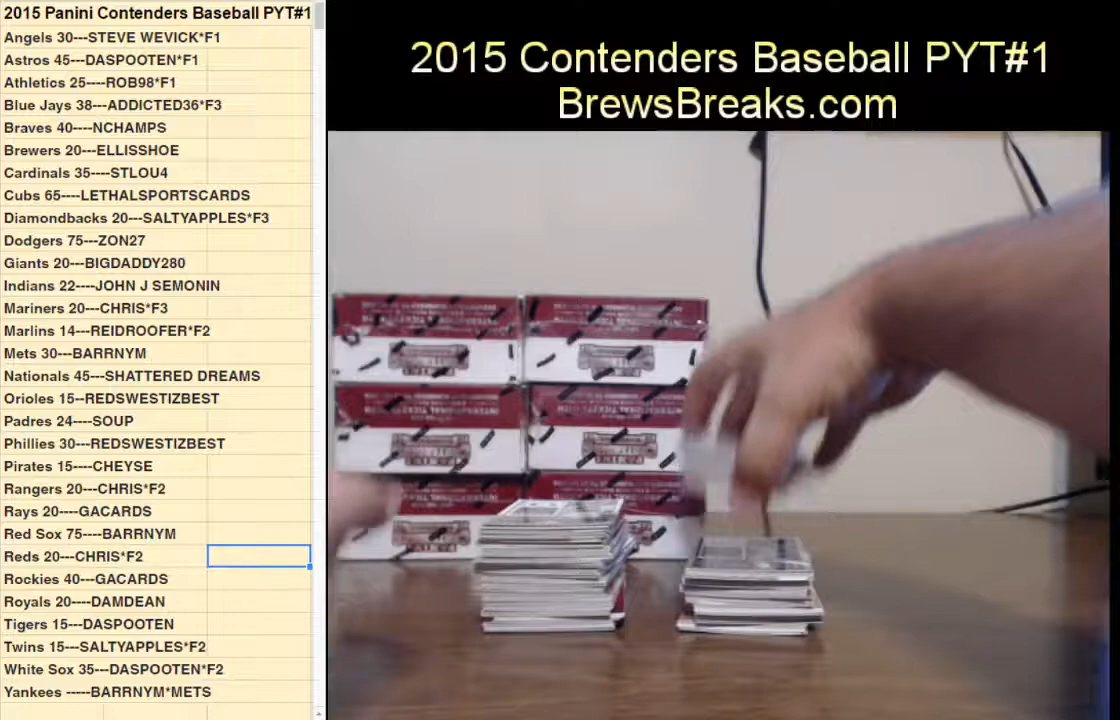 2015 Panini Contenders Baseball PYT#1
Angels 30---STEVE WEVICK*F1
Astros 45----DASPOOTEN*F1
Athletics 25----ROB98*F1
Blue Jays 38---ADDICTED36*F3
Braves 40----NCHAMPS
Brewers 20----ELLISSHOE
Cardinals 35----STLOU4
Cubs 65----LETHALSPORTSCARDS
Diamondbacks 20---SALTYAPPLES*F3
Dodgers 75---ZON27
Giants 20---BIGDADDY280
Indians 22----JOHN J SEMONIN
Mariners 20----CHRIS*F3
Marlins 14---REIDROOFER*F2
Mets 30---BARRNYM
Nationals 45---SHATTERED DREAMS
Orioles 15--REDSWESTIZBEST
Padres 24----SOUP
Phillies 30---REDSWESTIZBEST
Pirates 15----CHEYSE
Rangers 20---CHRIS*F2
Rays 20----GACARDS
Red Sox 75----BARRNYM
Reds 20---CHRIS*F2
Rockies 40---GACARDS
Royals 20----DAMDEAN
Tigers 15----DASPOOTEN
Twins 15----SALTYAPPLES*F2
White Sox 35---DASPOOTEN*F2
Yankees -----BARRNYM*METS
2015 Contenders Baseball PYT#1
BrewsBreaks.com